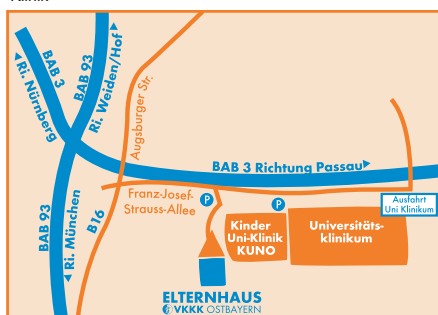 BAB 3
Ri. Nürnberg
BAB 93
Ri. Weiden/Hof
Augsburger Str.
BAB 3 Richtung Passau
Franz-Josef-
Strauss-Allee
P
P
Ausfahrt
Uni Klinikum
BAB 93
Ri. München
B16
Kinder
Uni-Klinik
KUNO
Universitäts-
klinikum
ELTERNHAUS
VKKK OSTBAYERN